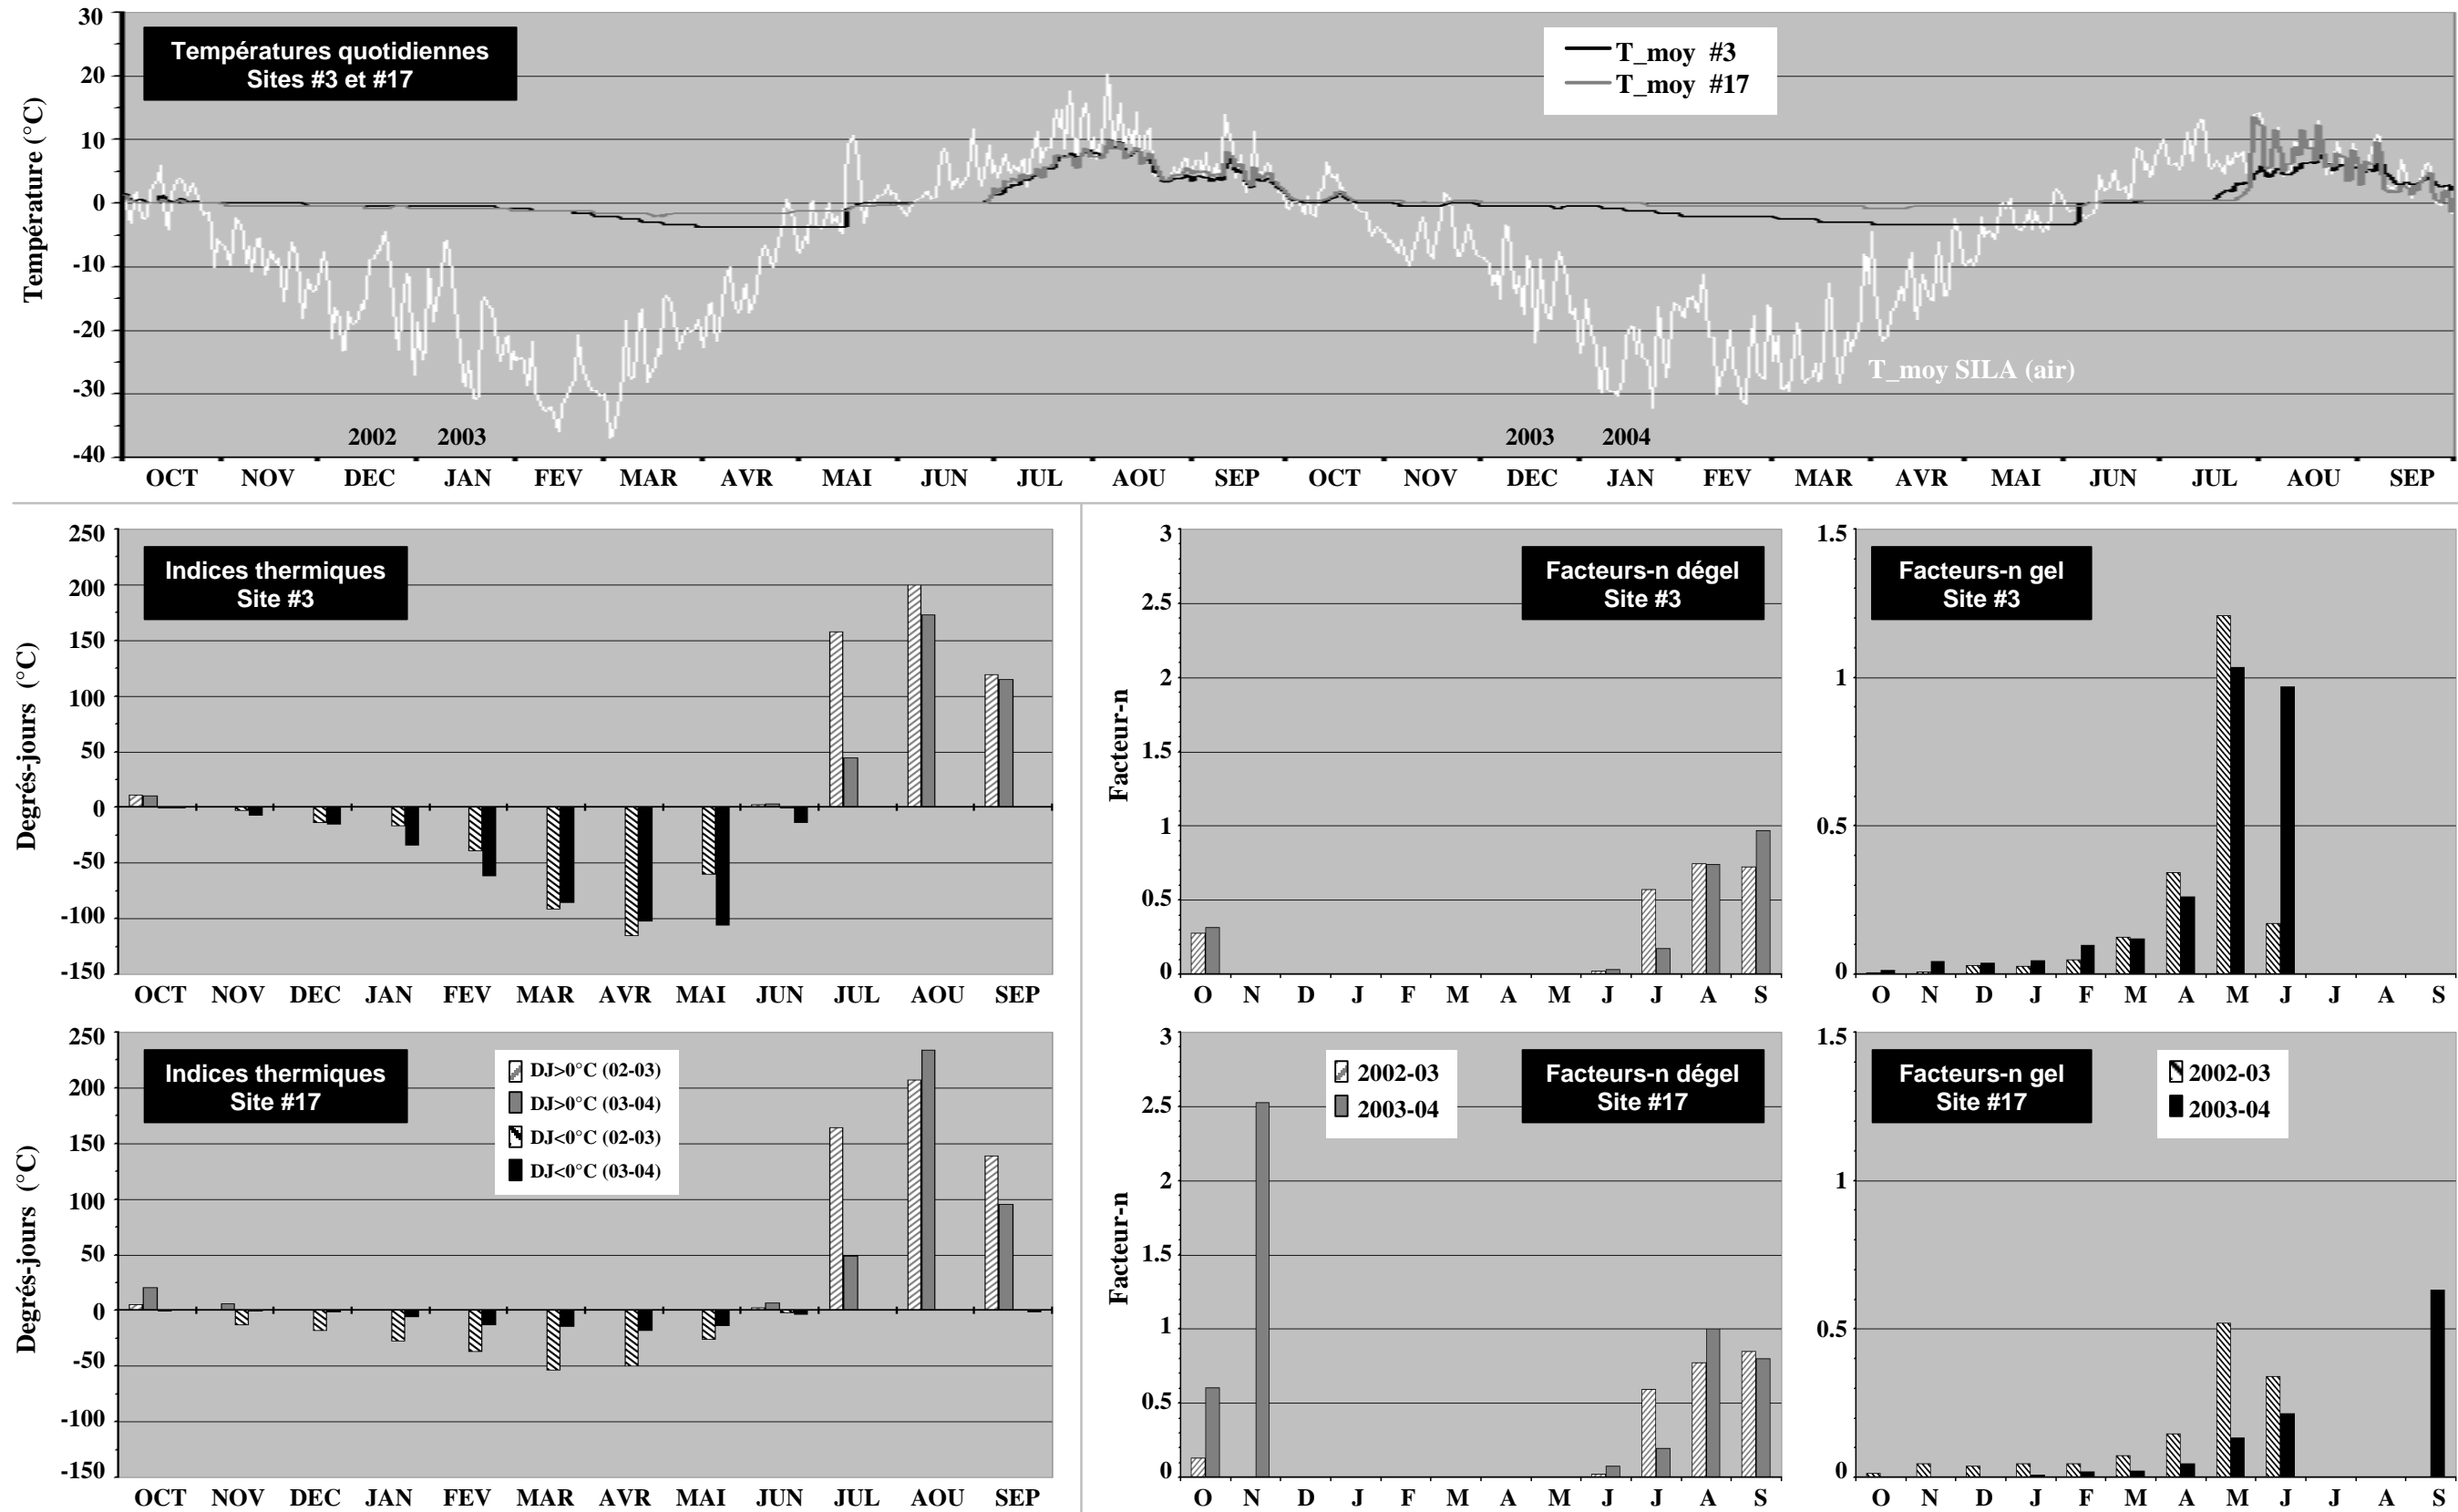 Températures quotidiennes
Sites #3 et #17
T_moy #3
T_moy #17
T_moy SILA (air)
Température (°C)
30
20
10
0
-10
-20
-30
-40
2002 2003 2003 2004
OCT NOV DEC JAN FEV MAR AVR MAI JUN JUL AOU SEP OCT NOV DEC JAN FEV MAR AVR MAI JUN JUL AOU SEP
Indices thermiques
Site #3
Degrés-jours (°C)
250
200
150
100
50
0
-50
-100
-150
OCT NOV DEC JAN FEV MAR AVR MAI JUN JUL AOU SEP
Facteurs-n dégel
Site #3
Facteur-n
3
2.5
2
1.5
1
0.5
0
O N D J F M A M J J A S
Facteurs-n gel
Site #3
1.5
1
0.5
0
O N D J F M A M J J A S
Indices thermiques
Site #17
DJ>0°C (02-03)
DJ>0°C (03-04)
DJ<0°C (02-03)
DJ<0°C (03-04)
Degrés-jours (°C)
250
200
150
100
50
0
-50
-100
-150
OCT NOV DEC JAN FEV MAR AVR MAI JUN JUL AOU SEP
2002-03
2003-04
Facteurs-n dégel
Site #17
Facteur-n
3
2.5
2
1.5
1
0.5
0
O N D J F M A M J J A S
Facteurs-n gel
Site #17
2002-03
2003-04
1.5
1
0.5
0
O N D J F M A M J J A S